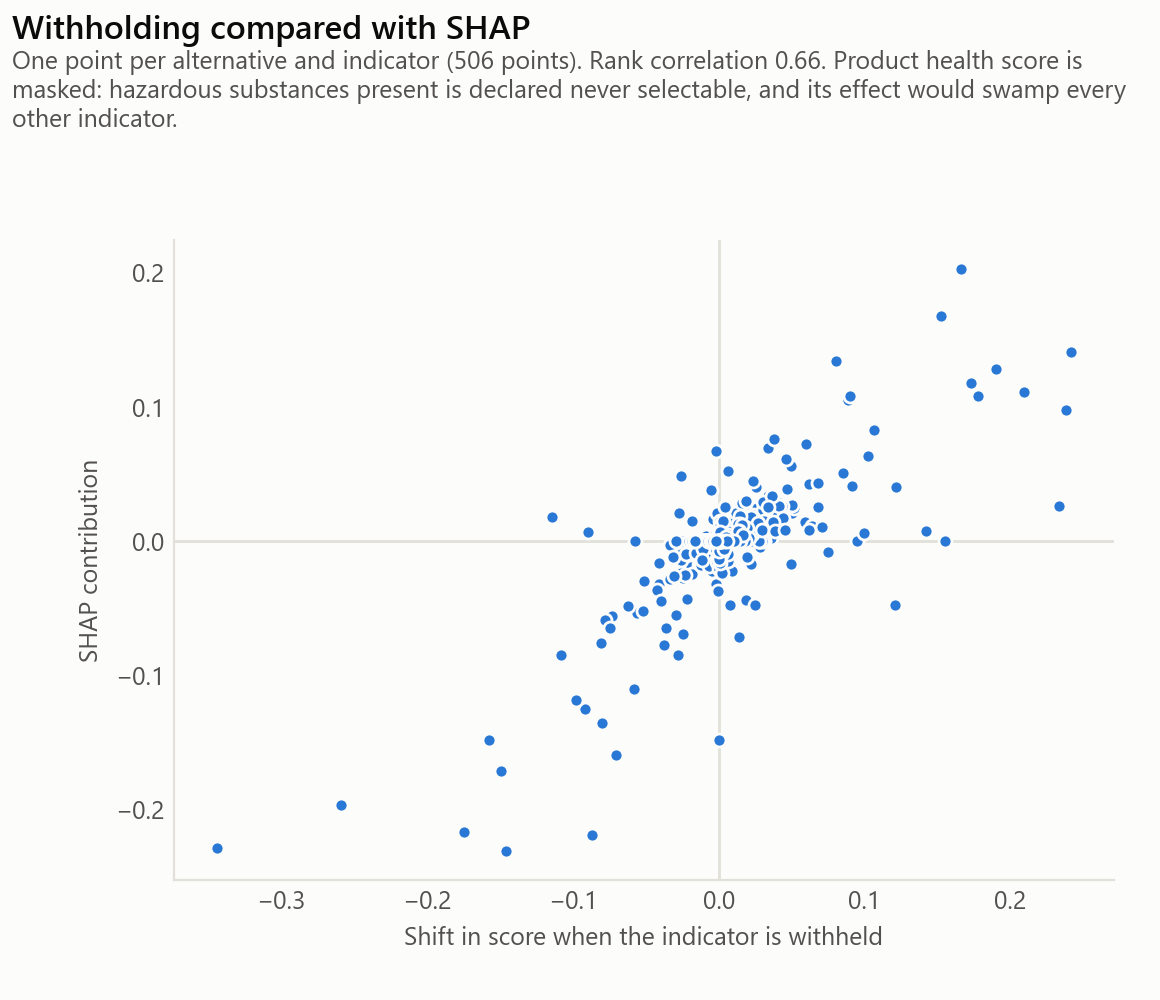 Withholding compared with SHAP
One point per alternative and indicator (506 points). Rank correlation 0.66. Product health score is
masked: hazardous substances present is declared never selectable, and its effect would swamp every
other indicator.
0.2
0.1
0.0
−0.1
−0.2
SHAP contribution
−0.3 −0.2 −0.1 0.0 0.1 0.2
Shift in score when the indicator is withheld